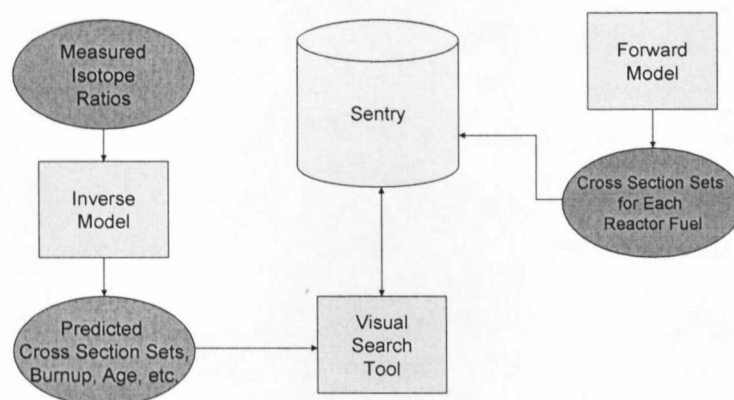 Measured
Isotope
Ratios
Inverse
Model
Predicted
Cross Section Sets,
Burnup, Age, etc.
Sentry
Visual
Search
Tool
Forward
Model
Cross Section Sets
for Each
Reactor Fuel